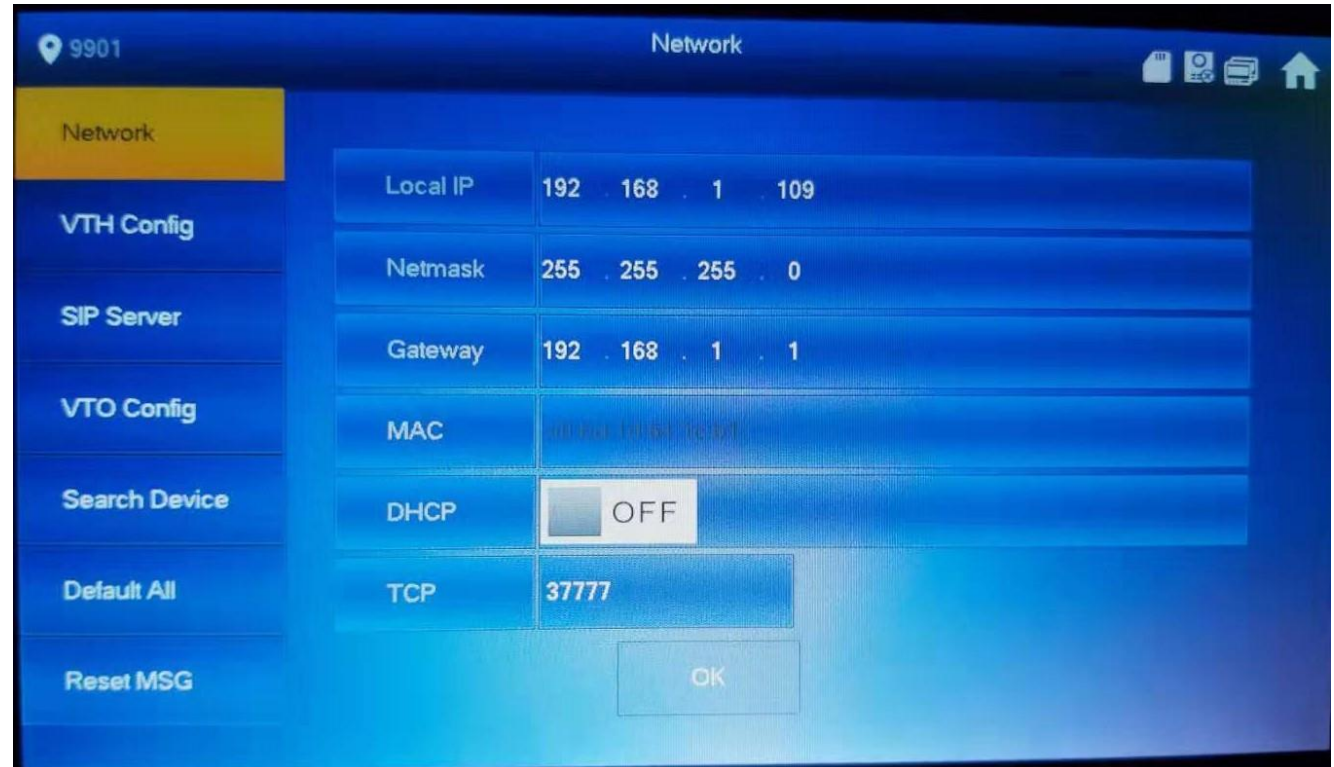 9901
Network
Network
VTH Config
SIP Server
VTO Config
Search Device
Default All
Reset MSG
Local IP 192 . 168 . 1 . 109
Netmask 255 . 255 . 255 . 0
Gateway 192 . 168 . 1 . 1
MAC
DHCP OFF
TCP 37777
OK